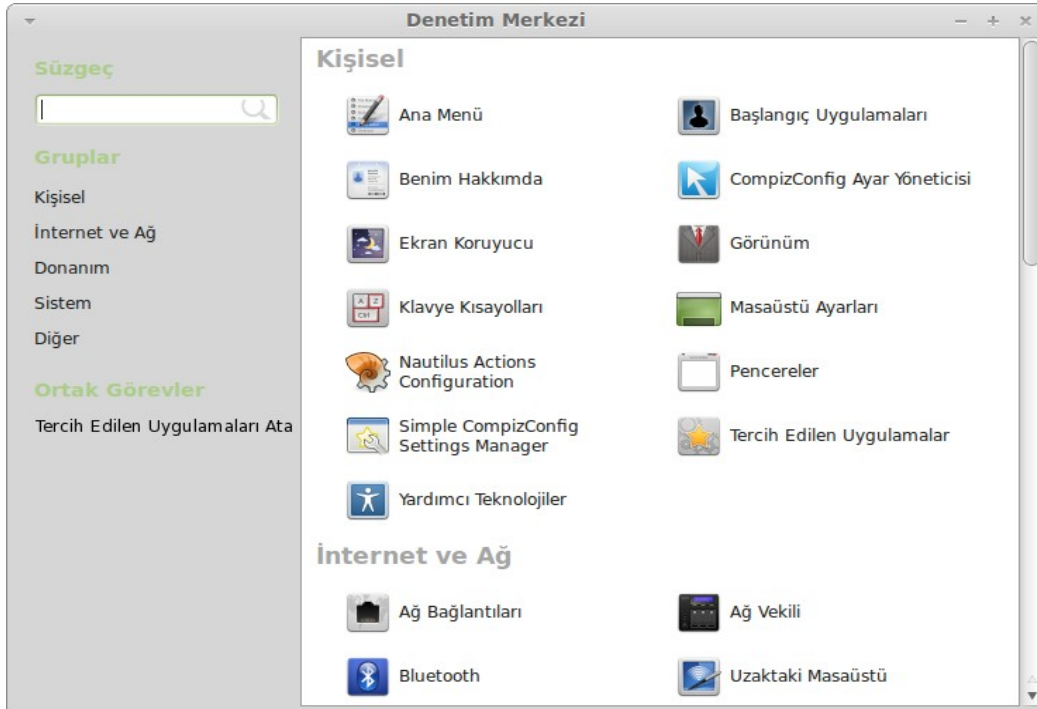 Denetim Merkezi
Süzgeç
Gruplar
Kişisel
İnternet ve Ağ
Donanım
Sistem
Diğer
Ortak Görevler
Tercih Edilen Uygulamaları Ata
Kişisel
Ana Menü
Başlangıç Uygulamaları
Benim Hakkımda
CompizConfig Ayar Yöneticisi
Ekran Koruyucu
Görünüm
A Z
Ctrl
Klavye Kısayolları
Masaüstü Ayarları
Nautilus Actions
Configuration
Pencereler
Simple CompizConfig
Settings Manager
Tercih Edilen Uygulamalar
Yardımcı Teknolojiler
İnternet ve Ağ
Ağ Bağlantıları
Ağ Vekili
Bluetooth
Uzaktaki Masaüstü